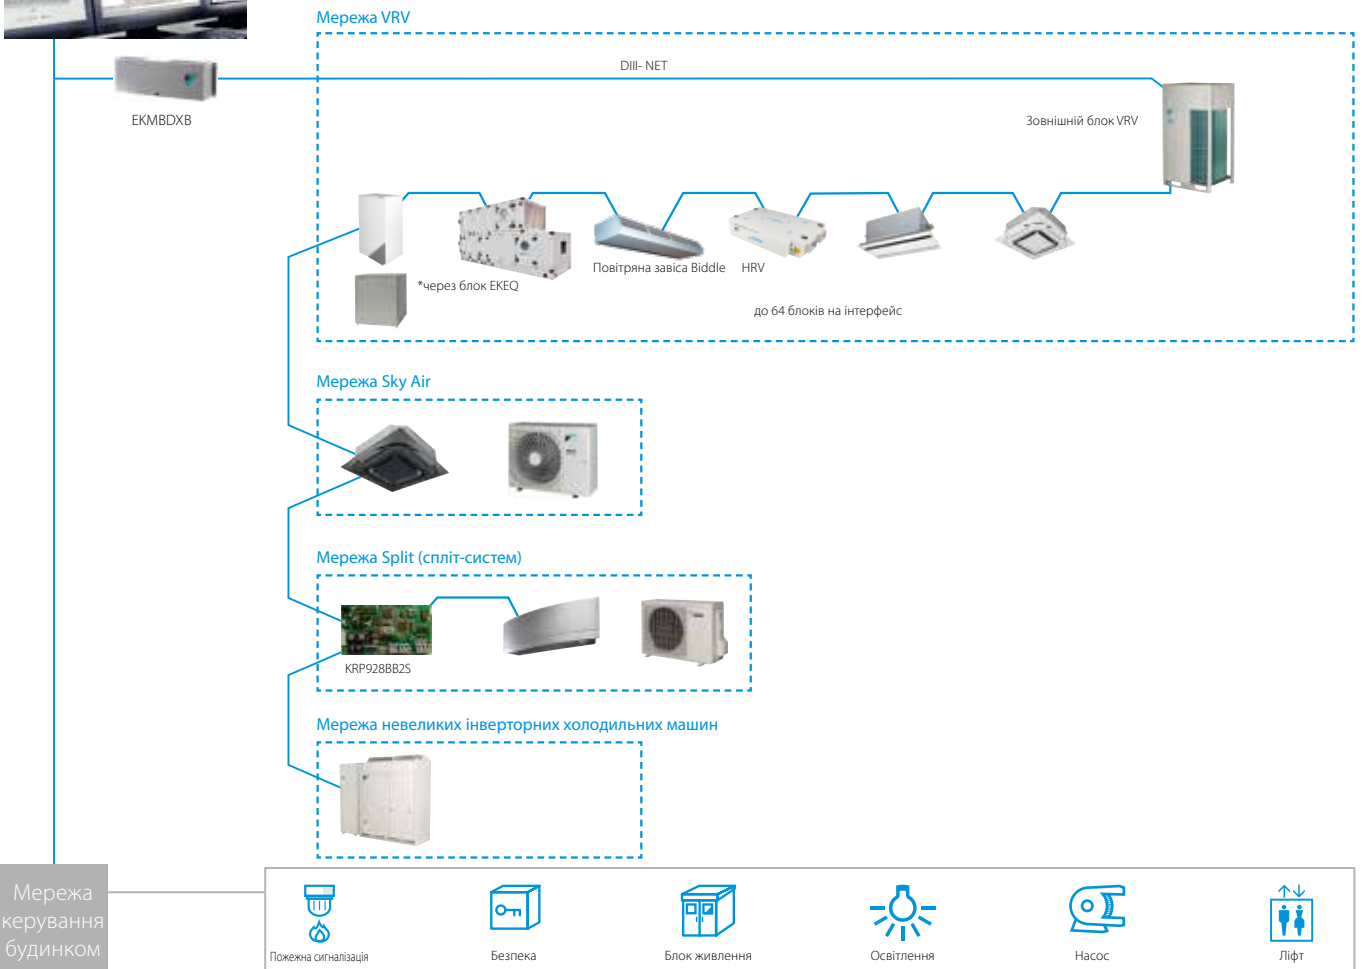 Мережа VRV
DIII- NET
EKMBDXB
Зовнішній блок VRV
Повітряна завіса Biddle
HRV
*через блок EKEQ
до 64 блоків на інтерфейс
Мережа Sky Air
Мережа Split (спліт-систем)
KRP928BB2S
Мережа невеликих інверторних холодильних машин
Мережа
керування
будинком
Пожежна сигналізація
Безпека
Блок живлення
Освітлення
Насос
Ліфт